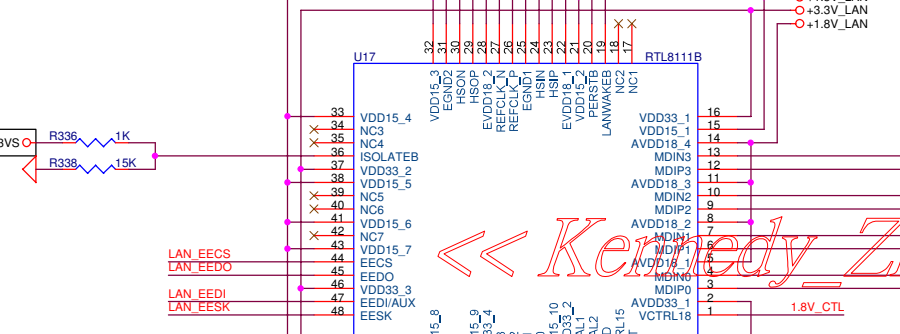 +3.3V_LAN
+1.8V_LAN
U17
RTL8111B
32 31 30 29 28 27 26 25 24 23 22 21 20 19 18 17
VDD15_3 EGND2 HSON HSOP EVDD18_2 REFCLK_N REFCLK_P EGND1 HSIN HSIP EVDD18_1 VDD15_2 PERSTB LANWAKEB NC2 NC1
33 VDD15_4 VDD33_1 16
34 NC3 VDD15_1 15
3VS R336 1K 35 NC4 AVDD18_4 14
36 ISOLATEB MDIN3 13
R338 15K 37 VDD33_2 MDIP3 12
38 VDD15_5 AVDD18_3 11
39 NC5 MDIN2 10
40 NC6 MDIP2 9
41 VDD15_6 AVDD18_2 8
42 NC7 MDIN1 7
43 VDD15_7 MDIP1 6
LAN_EECS 44 EECS AVDD18_1 5
LAN_EEDO 45 EEDO MDIN0 4
46 VDD33_3 MDIP0 3
LAN_EEDI 47 EEDI/AUX AVDD33_1 2
LAN_EESK 48 EESK VCTRL18 1 1.8V_CTL
<< Kennedy_Z